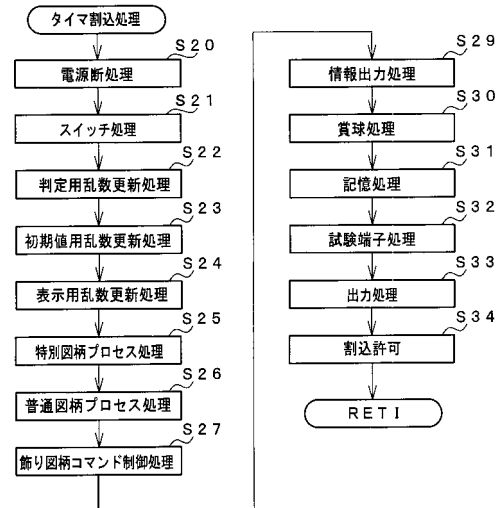 タイマ割込処理
S20
電源断処理
S21
スイッチ処理
S22
判定用乱数更新処理
S23
初期値用乱数更新処理
S24
表示用乱数更新処理
S25
特別図柄プロセス処理
S26
普通図柄プロセス処理
S27
飾り図柄コマンド制御処理
S29
情報出力処理
S30
賞球処理
S31
記憶処理
S32
試験端子処理
S33
出力処理
S34
割込許可
RETI